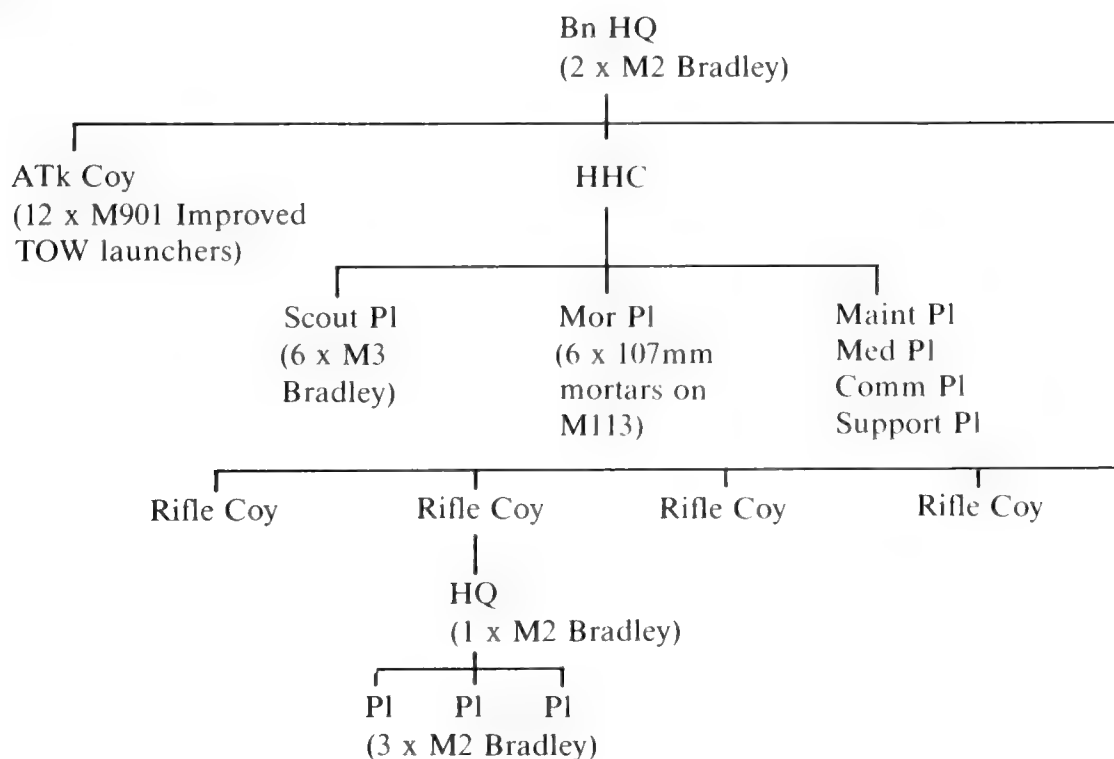 Bn HQ
(2 x M2 Bradley)
ATk Coy
(12 x M901 Improved
TOW launchers)
HHC
Scout Pl
(6 x M3
Bradley)
Mor Pl
(6 x 107mm
mortars on
M113)
Maint Pl
Med Pl
Comm Pl
Support Pl
Rifle Coy
Rifle Coy
Rifle Coy
Rifle Coy
HQ
(1 x M2 Bradley)
Pl Pl Pl
(3 x M2 Bradley)